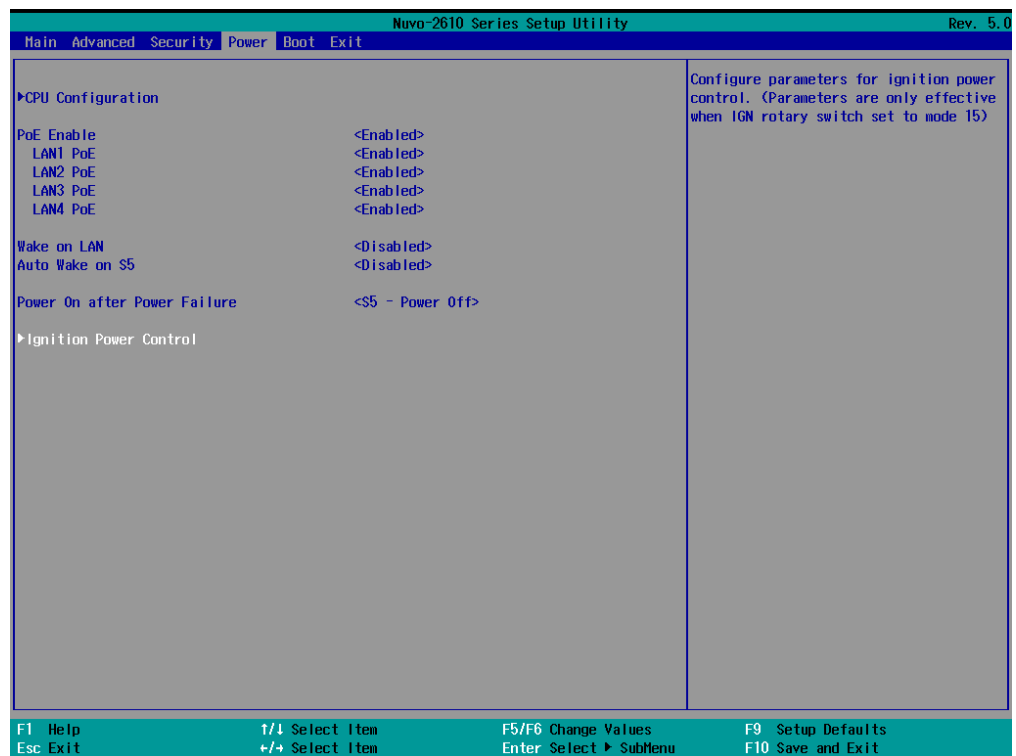 Nuvo-2610 Series Setup Utility Rev. 5.0
Main Advanced Security Power Boot Exit
▶CPU Configuration
PoE Enable <Enabled>
LAN1 PoE <Enabled>
LAN2 PoE <Enabled>
LAN3 PoE <Enabled>
LAN4 PoE <Enabled>
Wake on LAN <Disabled>
Auto Wake on S5 <Disabled>
Power On after Power Failure <S5 - Power Off>
▶Ignition Power Control
Configure parameters for ignition power
control. (Parameters are only effective
when IGN rotary switch set to mode 15)
F1 Help ↑/↓ Select Item F5/F6 Change Values F9 Setup Defaults
Esc Exit ←/→ Select Item Enter Select ▶ SubMenu F10 Save and Exit